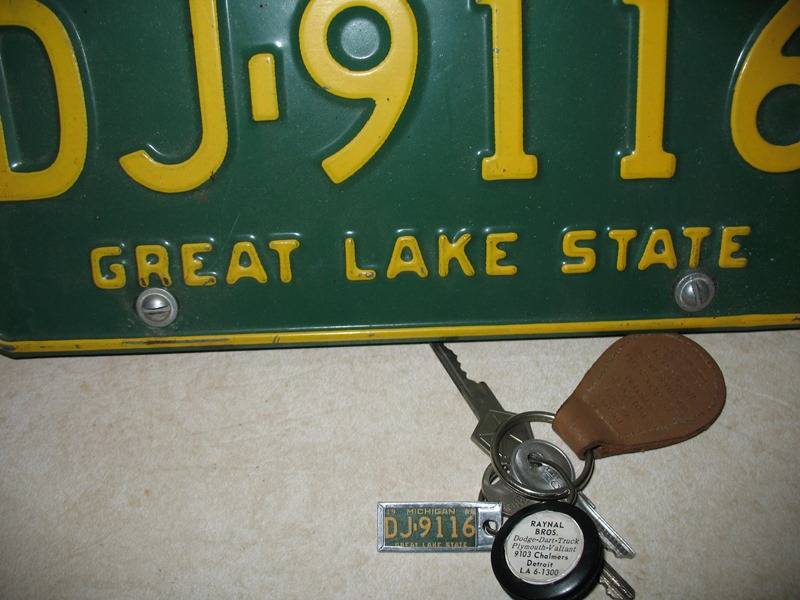 DJ-9116
GREAT LAKE STATE
19 MICHIGAN
DJ-9116
GREAT LAKE STATE
RAYNAL
BROS.
Dodge-Dart-Truck
Plymouth-Valiant
9103 Chalmers
Detroit
LA 6-1300